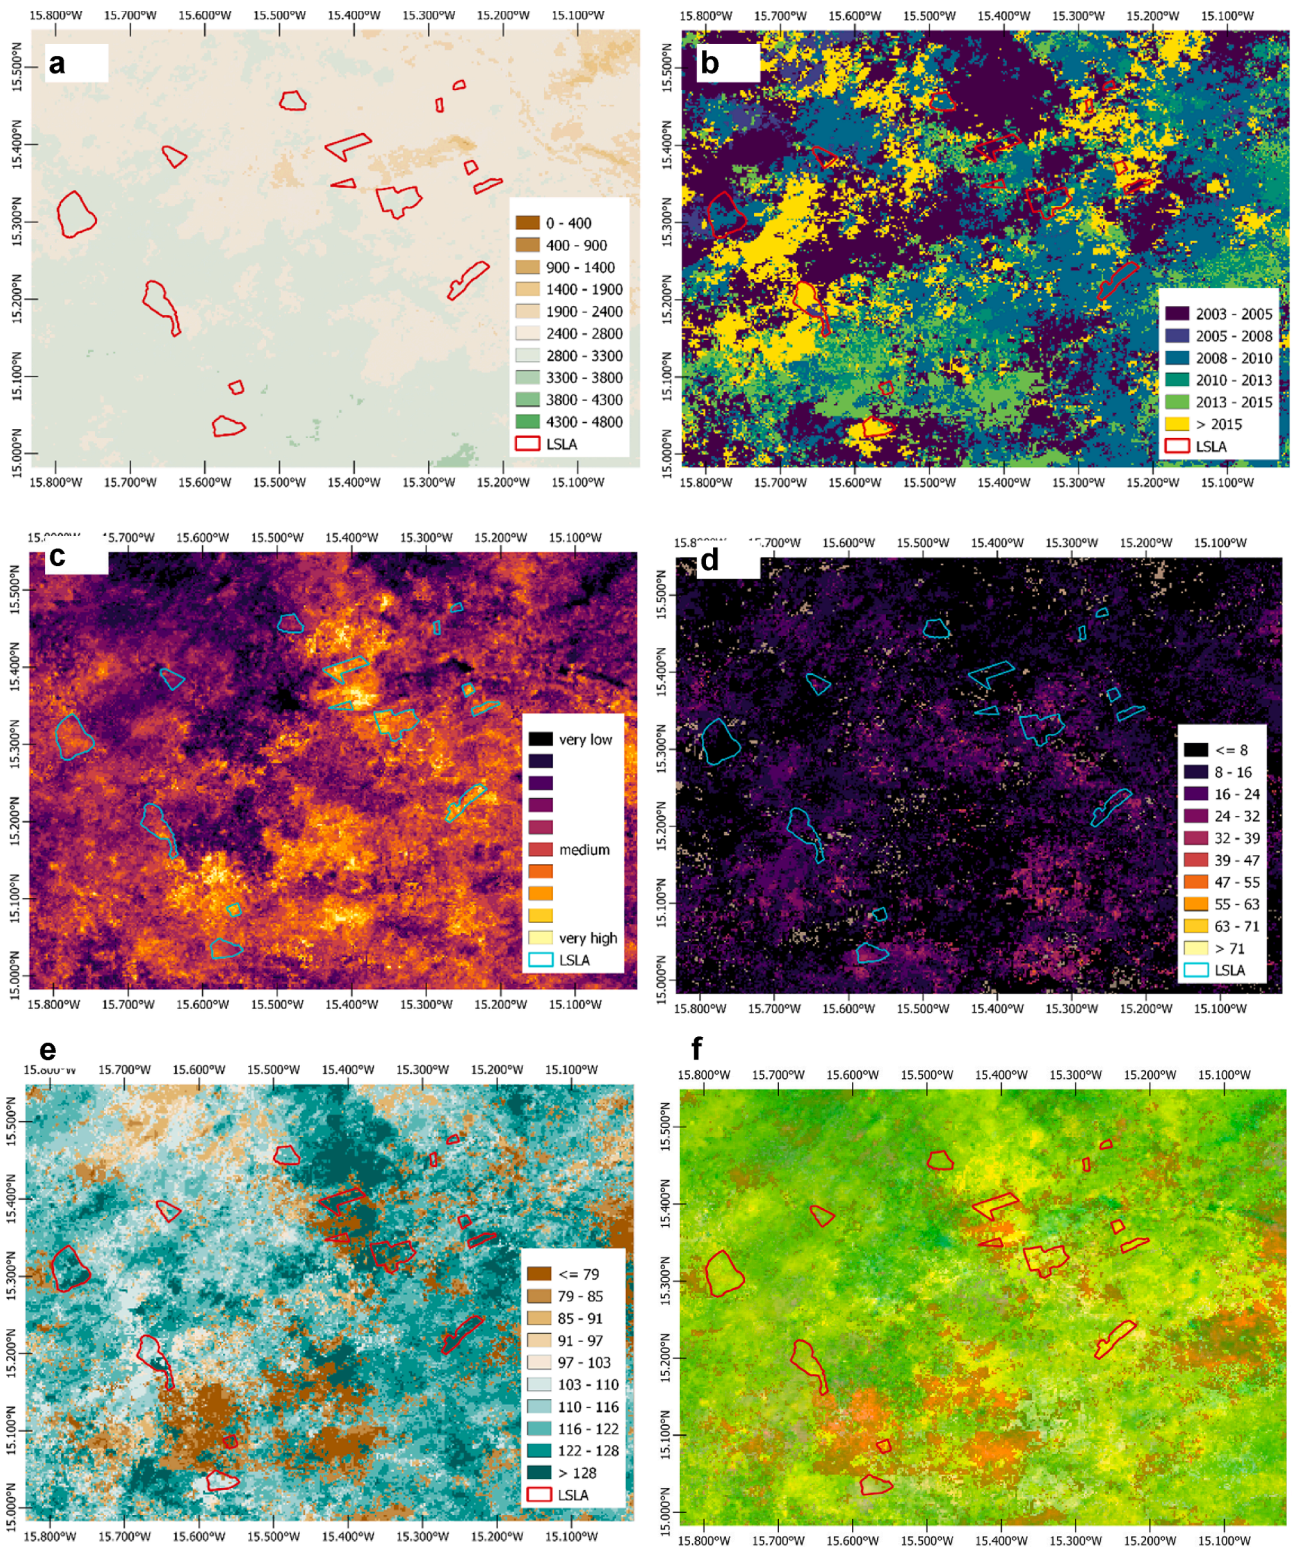 15.800°W 15.700°W 15.600°W 15.500°W 15.400°W 15.300°W 15.200°W 15.100°W
a
15.500°N
15.400°N
15.300°N
15.200°N
15.100°N
15.000°N
0 - 400
400 - 900
900 - 1400
1400 - 1900
1900 - 2400
2400 - 2800
2800 - 3300
3300 - 3800
3800 - 4300
4300 - 4800
LSLA
15.800°W 15.700°W 15.600°W 15.500°W 15.400°W 15.300°W 15.200°W 15.100°W
15.800°W 15.700°W 15.600°W 15.500°W 15.400°W 15.300°W 15.200°W 15.100°W
b
15.500°N
15.400°N
15.300°N
15.200°N
15.100°N
15.000°N
2003 - 2005
2005 - 2008
2008 - 2010
2010 - 2013
2013 - 2015
> 2015
LSLA
15.800°W 15.700°W 15.600°W 15.500°W 15.400°W 15.300°W 15.200°W 15.100°W
15.700°W 15.600°W 15.500°W 15.400°W 15.300°W 15.200°W 15.100°W
c
15.500°N
15.400°N
15.300°N
15.200°N
15.100°N
15.000°N
very low
medium
very high
LSLA
15.800°W 15.700°W 15.600°W 15.500°W 15.400°W 15.300°W 15.200°W 15.100°W
15.700°W 15.600°W 15.500°W 15.400°W 15.300°W 15.200°W 15.100°W
d
15.500°N
15.400°N
15.300°N
15.200°N
15.100°N
15.000°N
<= 8
8 - 16
16 - 24
24 - 32
32 - 39
39 - 47
47 - 55
55 - 63
63 - 71
> 71
LSLA
15.800°W 15.700°W 15.600°W 15.500°W 15.400°W 15.300°W 15.200°W 15.100°W
e
15.800°W 15.700°W 15.600°W 15.500°W 15.400°W 15.300°W 15.200°W 15.100°W
15.500°N
15.400°N
15.300°N
15.200°N
15.100°N
15.000°N
<= 79
79 - 85
85 - 91
91 - 97
97 - 103
103 - 110
110 - 116
116 - 122
122 - 128
> 128
LSLA
15.800°W 15.700°W 15.600°W 15.500°W 15.400°W 15.300°W 15.200°W 15.100°W
f
15.800°W 15.700°W 15.600°W 15.500°W 15.400°W 15.300°W 15.200°W 15.100°W
15.500°N
15.400°N
15.300°N
15.200°N
15.100°N
15.000°N
15.800°W 15.700°W 15.600°W 15.500°W 15.400°W 15.300°W 15.200°W 15.100°W